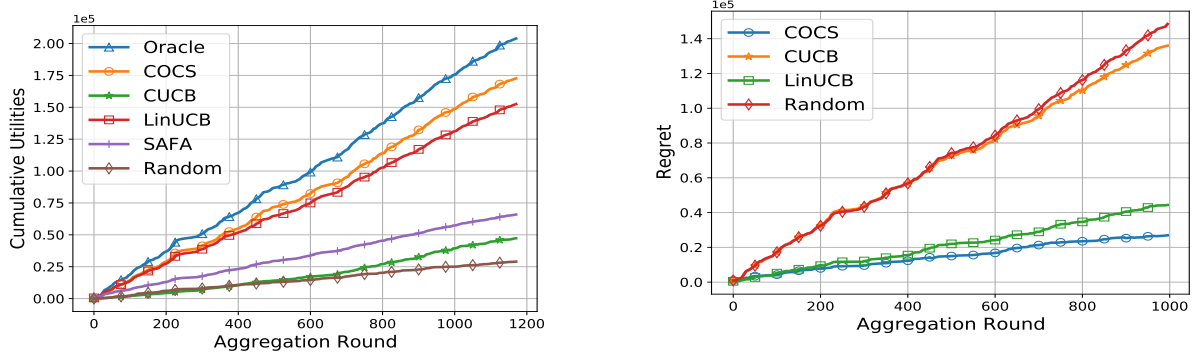 1e5
2.00
1.75
1.50
1.25
1.00
0.75
0.50
0.25
0.00
Cumulative Utilities
Oracle
COCS
CUCB
LinUCB
SAFA
Random
0 200 400 600 800 1000 1200
Aggregation Round
1e5
1.4
1.2
1.0
0.8
0.6
0.4
0.2
0.0
Regret
COCS
CUCB
LinUCB
Random
0 200 400 600 800 1000
Aggregation Round